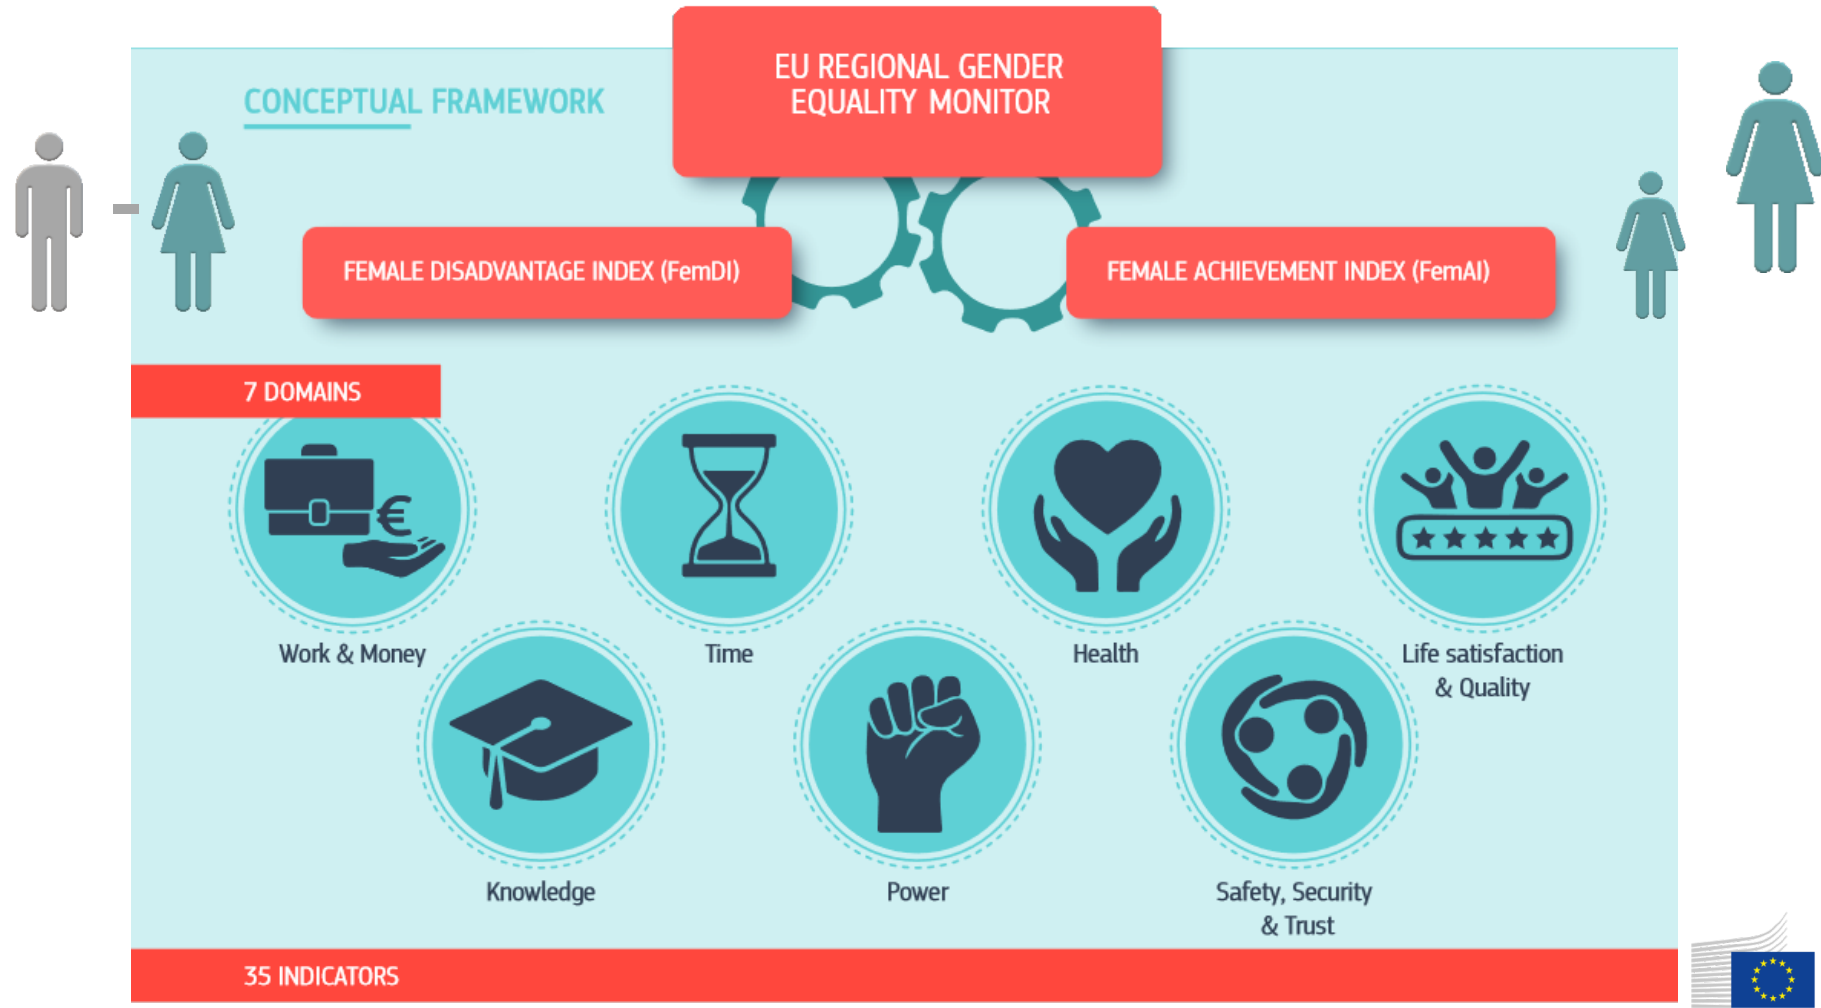 EU REGIONAL GENDER
EQUALITY MONITOR
CONCEPTUAL FRAMEWORK
FEMALE DISADVANTAGE INDEX (FemDI)
FEMALE ACHIEVEMENT INDEX (FemAI)
7 DOMAINS
€
Work & Money
Time
Health
Life satisfaction
& Quality
Knowledge
Power
Safety, Security
& Trust
35 INDICATORS